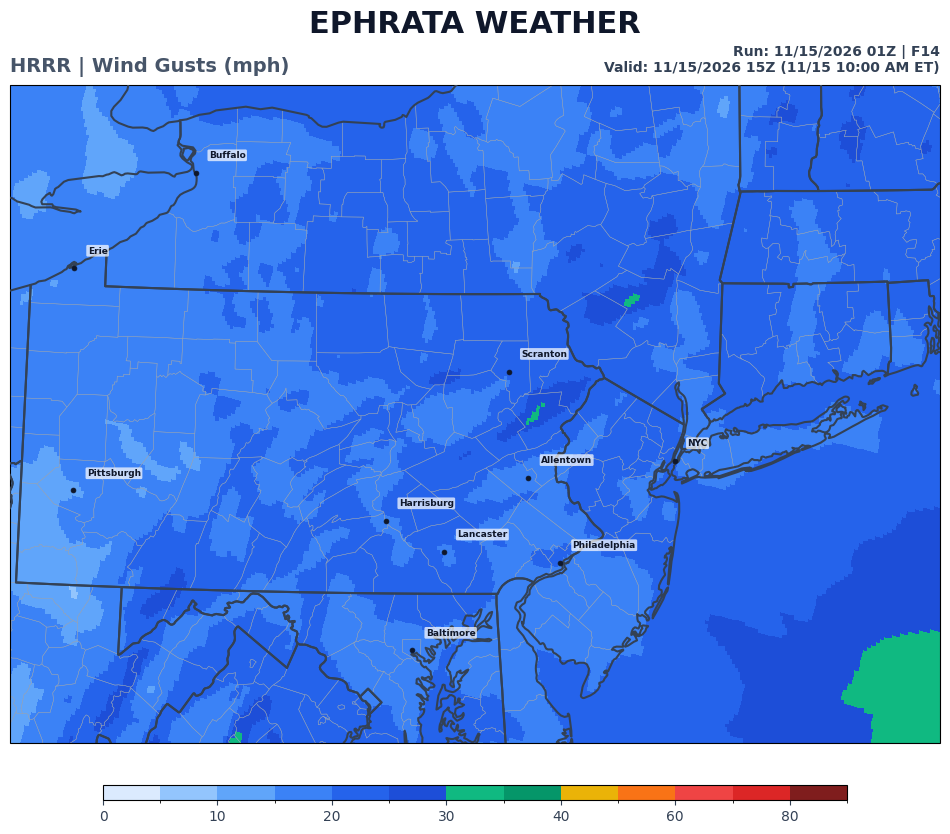 EPHRATA WEATHER
Run: 11/15/2026 01Z | F14
HRRR | Wind Gusts (mph)
Valid: 11/15/2026 15Z (11/15 10:00 AM ET)
Buffalo
Erie
Scranton
NYC
Allentown
Pittsburgh
Harrisburg
Lancaster
Philadelphia
Baltimore
0 10 20 30 40 50 60 70 80